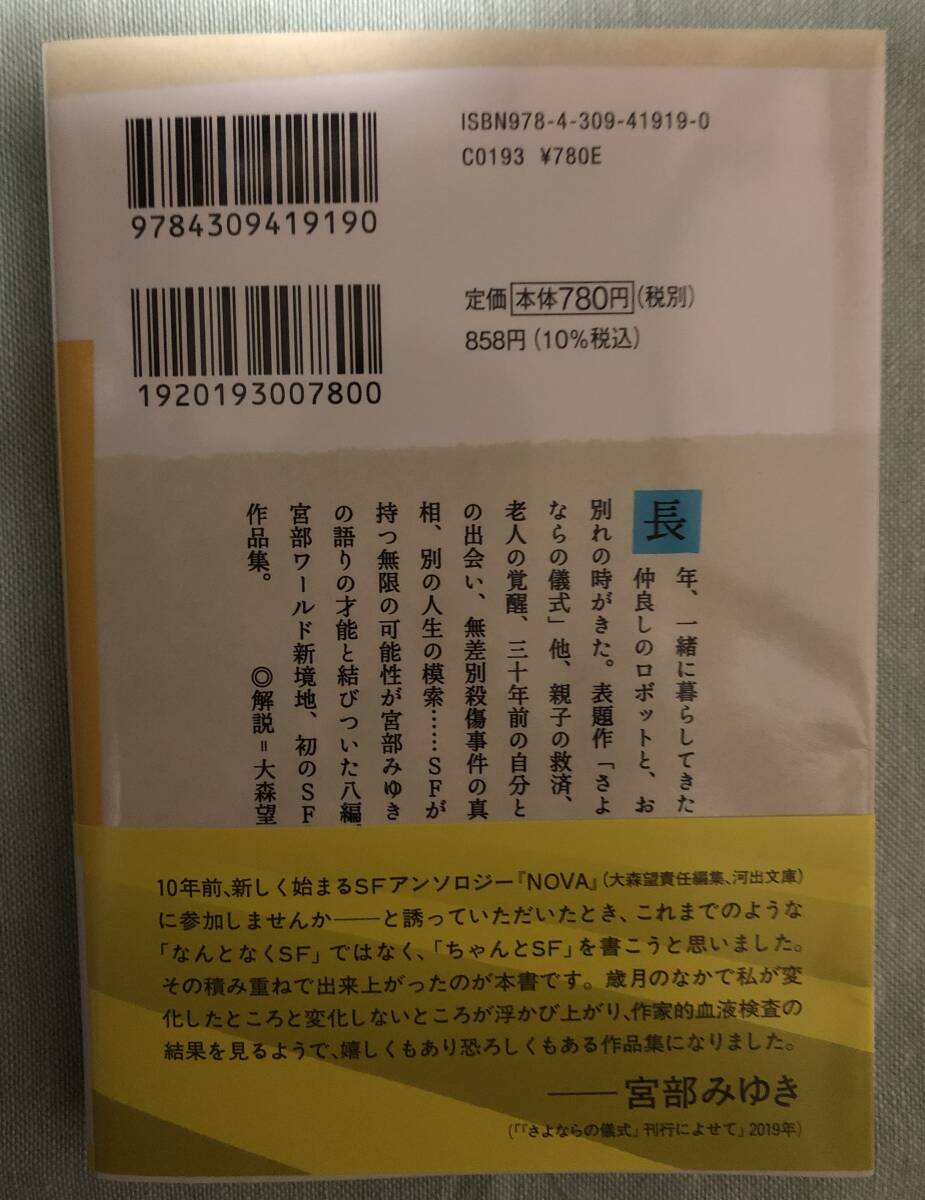 ISBN978-4-309-41919-0
C0193 ¥780E
9784309419190
定価 本体780円 (税別)
858円 (10%税込)
1920193007800
長年、一緒に暮らしてきた
仲良しのロボットと、お
別れの時がきた。表題作「さよ
ならの儀式」他、親子の救済、
老人の覚醒、三十年前の自分と
の出会い、無差別殺傷事件の真
相、別の人生の模索……SFが
持つ無限の可能性が宮部みゆき
の語りの才能と結びついた八編、
宮部ワールド新境地、初のSF
作品集。 ◎解説=大森望
10年前、新しく始まるSFアンソロジー『NOVA』(大森望責任編集、河出文庫)
に参加しませんか――と誘っていただいたとき、これまでのような
「なんとなくSF」ではなく、「ちゃんとSF」を書こうと思いました。
その積み重ねで出来上がったのが本書です。歳月のなかで私が変
化したところと変化しないところが浮かび上がり、作家的血液検査の
結果を見るようで、嬉しくもあり恐ろしくもある作品集になりました。
――宮部みゆき
(「『さよならの儀式』刊行によせて」2019年)